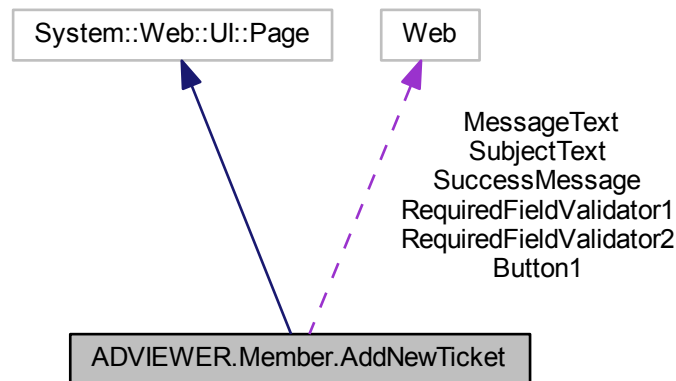 System::Web::UI::Page
Web
MessageText
SubjectText
SuccessMessage
RequiredFieldValidator1
RequiredFieldValidator2
Button1
ADVIEWER.Member.AddNewTicket